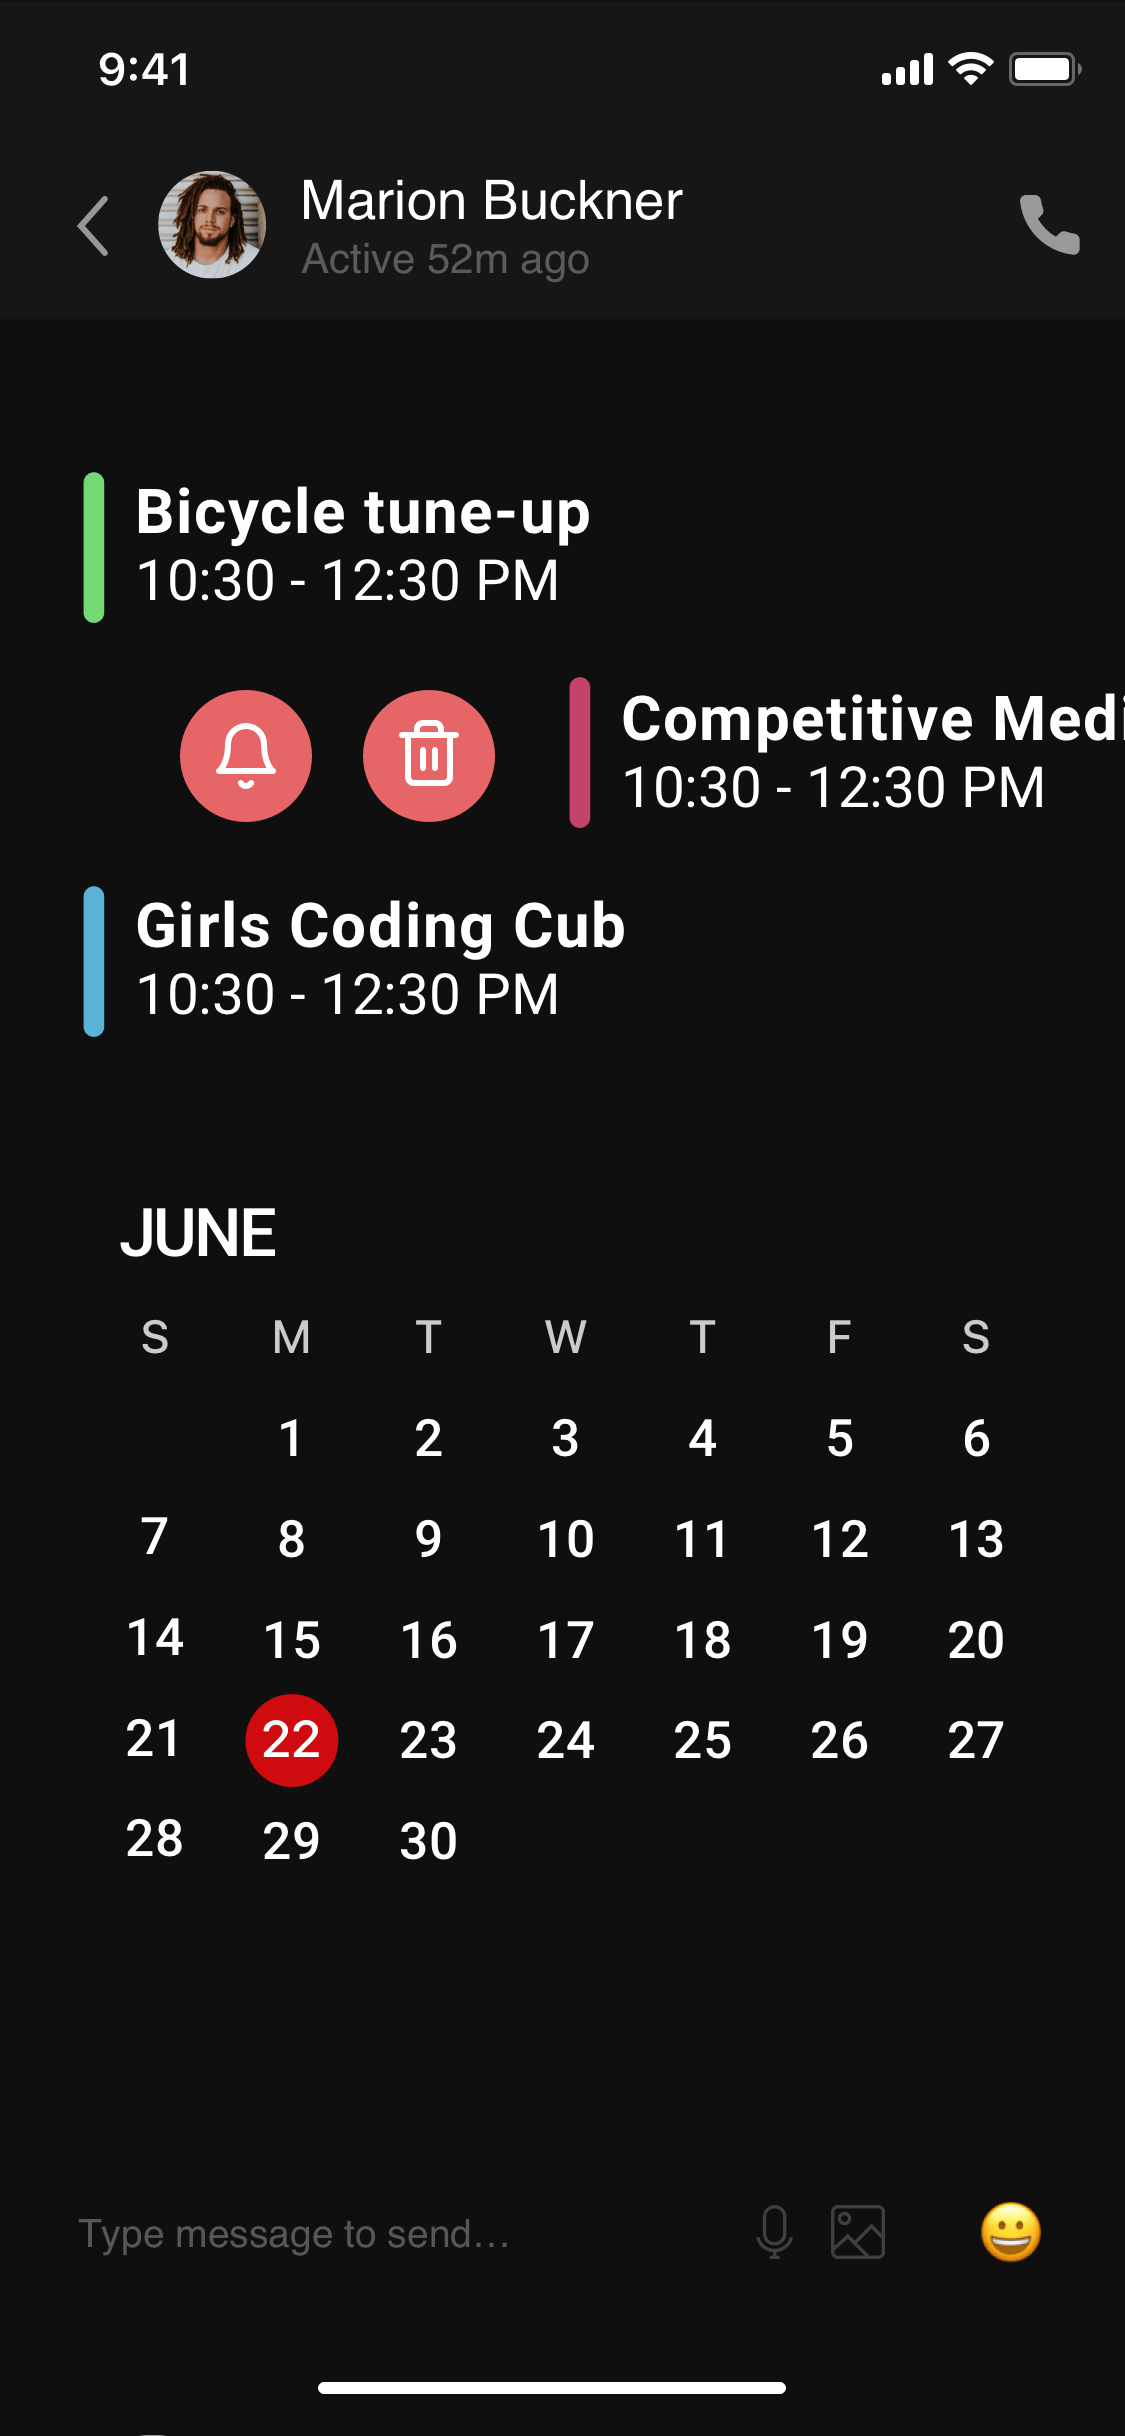 9:41
Marion Buckner
Active 52m ago
Bicycle tune-up
10:30 - 12:30 PM
Competitive Medi
10:30 - 12:30 PM
Girls Coding Cub
10:30 - 12:30 PM
JUNE
S M T W T F S
1 2 3 4 5 6
7 8 9 10 11 12 13
14 15 16 17 18 19 20
21 22 23 24 25 26 27
28 29 30
Type message to send...